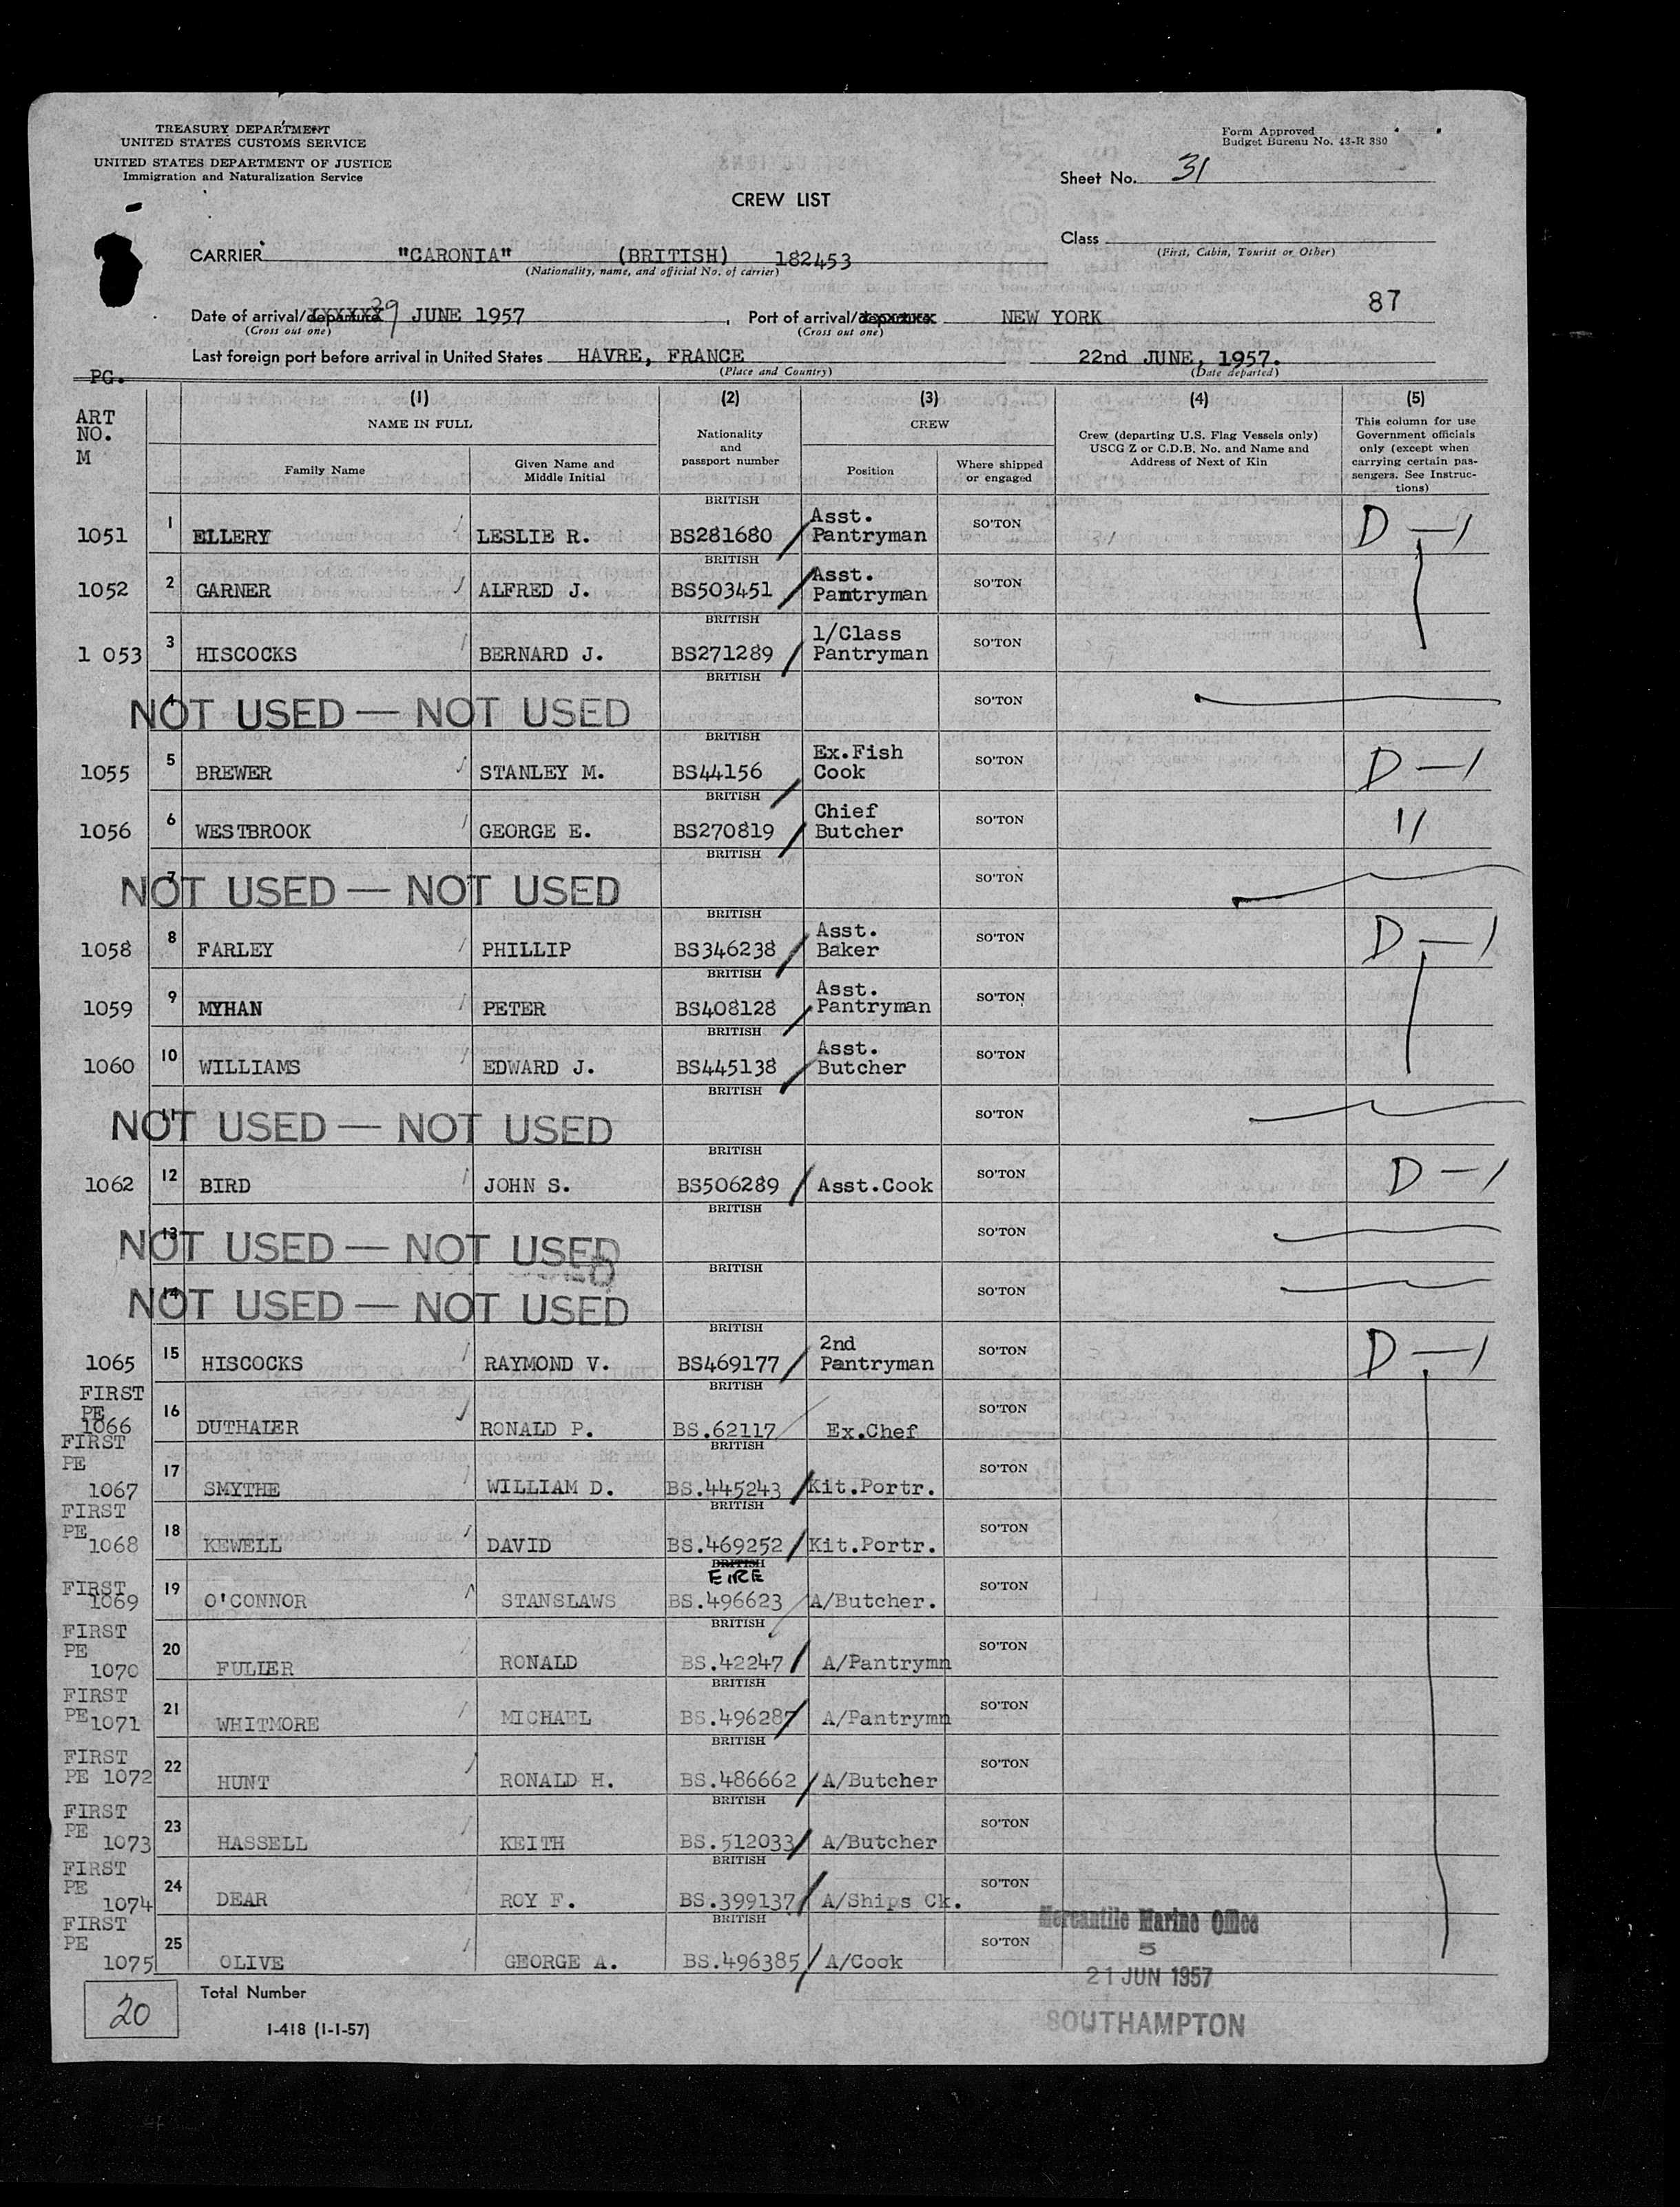 TREASURY DEPARTMENT
UNITED STATES CUSTOMS SERVICE
UNITED STATES DEPARTMENT OF JUSTICE
Immigration and Naturalization Service
Form Approved
Budget Bureau No. 43-R 380
Sheet No. 31
CREW LIST
Class
(First, Cabin, Tourist or Other)
CARRIER "CARONIA" (BRITISH) 182453
(Nationality, name, and official No. of carrier)
87
Date of arrival/departure 29 JUNE 1957, Port of arrival/departure NEW YORK
(Cross out one) (Cross out one)
Last foreign port before arrival in United States HAVRE, FRANCE 22nd JUNE, 1957.
(Place and Country) (Date departed)
PG.
ART
NO.
M
(1) (2) (3) (4) (5)
NAME IN FULL
Family Name
Given Name and
Middle Initial
Nationality
and
passport number
CREW
Position
Where shipped
or engaged
Crew (departing U.S. Flag Vessels only)
USCG Z or C.D.B. No. and Name and
Address of Next of Kin
This column for use
Government officials
only (except when
carrying certain pas-
sengers. See Instruc-
tions)
1051 1 ELLERY LESLIE R. BRITISH BS281680 Asst. Pantryman SO'TON D-1
1052 2 GARNER ALFRED J. BRITISH BS503451 Asst. Pantryman SO'TON
1 053 3 HISCOCKS BERNARD J. BRITISH BS271289 1/Class Pantryman SO'TON
4 NOT USED — NOT USED BRITISH SO'TON
1055 5 BREWER STANLEY M. BRITISH BS44156 Ex.Fish Cook SO'TON D-1
1056 6 WESTBROOK GEORGE E. BRITISH BS270819 Chief Butcher SO'TON 11
7 NOT USED — NOT USED BRITISH SO'TON
1058 8 FARLEY PHILLIP BRITISH BS346238 Asst. Baker SO'TON D-1
1059 9 MYHAN PETER BRITISH BS408128 Asst. Pantryman SO'TON
1060 10 WILLIAMS EDWARD J. BRITISH BS445138 Asst. Butcher SO'TON
11 NOT USED — NOT USED BRITISH SO'TON
1062 12 BIRD JOHN S. BRITISH BS506289 Asst.Cook SO'TON D-1
13 NOT USED — NOT USED BRITISH SO'TON
14 NOT USED — NOT USED BRITISH SO'TON
1065 15 HISCOCKS RAYMOND V. BRITISH BS469177 2nd Pantryman SO'TON D-1
FIRST PE 1066 16 DUTHALER RONALD P. BRITISH BS.62117 Ex.Chef SO'TON
FIRST PE 1067 17 SMYTHE WILLIAM D. BRITISH BS.445243 Kit.Portr. SO'TON
FIRST PE 1068 18 KEWELL DAVID BRITISH BS.469252 Kit.Portr. SO'TON
FIRST 1069 19 O'CONNOR STANSLAWS BRITISH EIRE BS.496623 A/Butcher. SO'TON
FIRST PE 1070 20 FULLER RONALD BRITISH BS.42247 A/Pantrymn SO'TON
FIRST PE 1071 21 WHITMORE MICHAEL BRITISH BS.496287 A/Pantrymn SO'TON
FIRST PE 1072 22 HUNT RONALD H. BRITISH BS.486662 A/Butcher SO'TON
FIRST PE 1073 23 HASSELL KEITH BRITISH BS.512033 A/Butcher SO'TON
FIRST PE 1074 24 DEAR ROY F. BRITISH BS.399137 A/Ships Ck. SO'TON
FIRST PE 1075 25 OLIVE GEORGE A. BRITISH BS.496385 A/Cook SO'TON
Mercantile Marine Office
5
21 JUN 1957
SOUTHAMPTON
20 Total Number
I-418 (1-1-57)